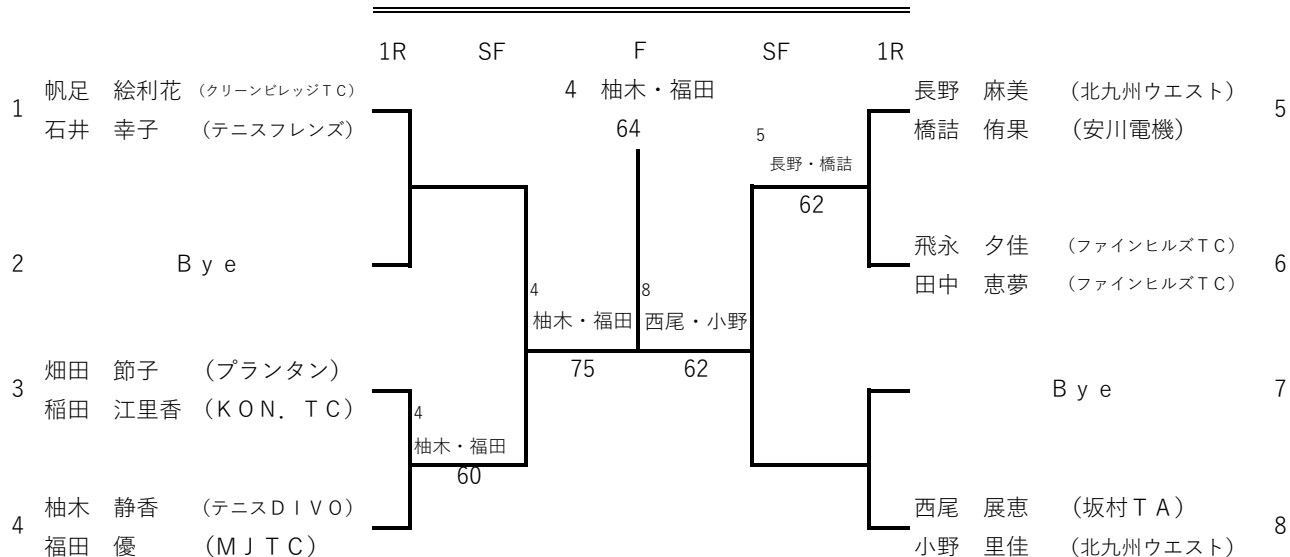 1R SF F SF 1R
4 柚木・福田
64
1 帆足 絵利花 (クリーンビレッジTC)
石井 幸子 (テニスフレンズ)
2 Bye
3 畑田 節子 (プランタン)
稲田 江里香 (KON. TC)
4 柚木 静香 (テニスDIVO)
福田 優 (MJTC)
4
柚木・福田
60
4
柚木・福田
75
8
西尾・小野
62
5
長野・橋詰
62
長野 麻美 (北九州ウエスト) 5
橋詰 侑果 (安川電機)
飛永 夕佳 (ファインヒルズTC) 6
田中 恵夢 (ファインヒルズTC)
Bye 7
西尾 展恵 (坂村TA) 8
小野 里佳 (北九州ウエスト)